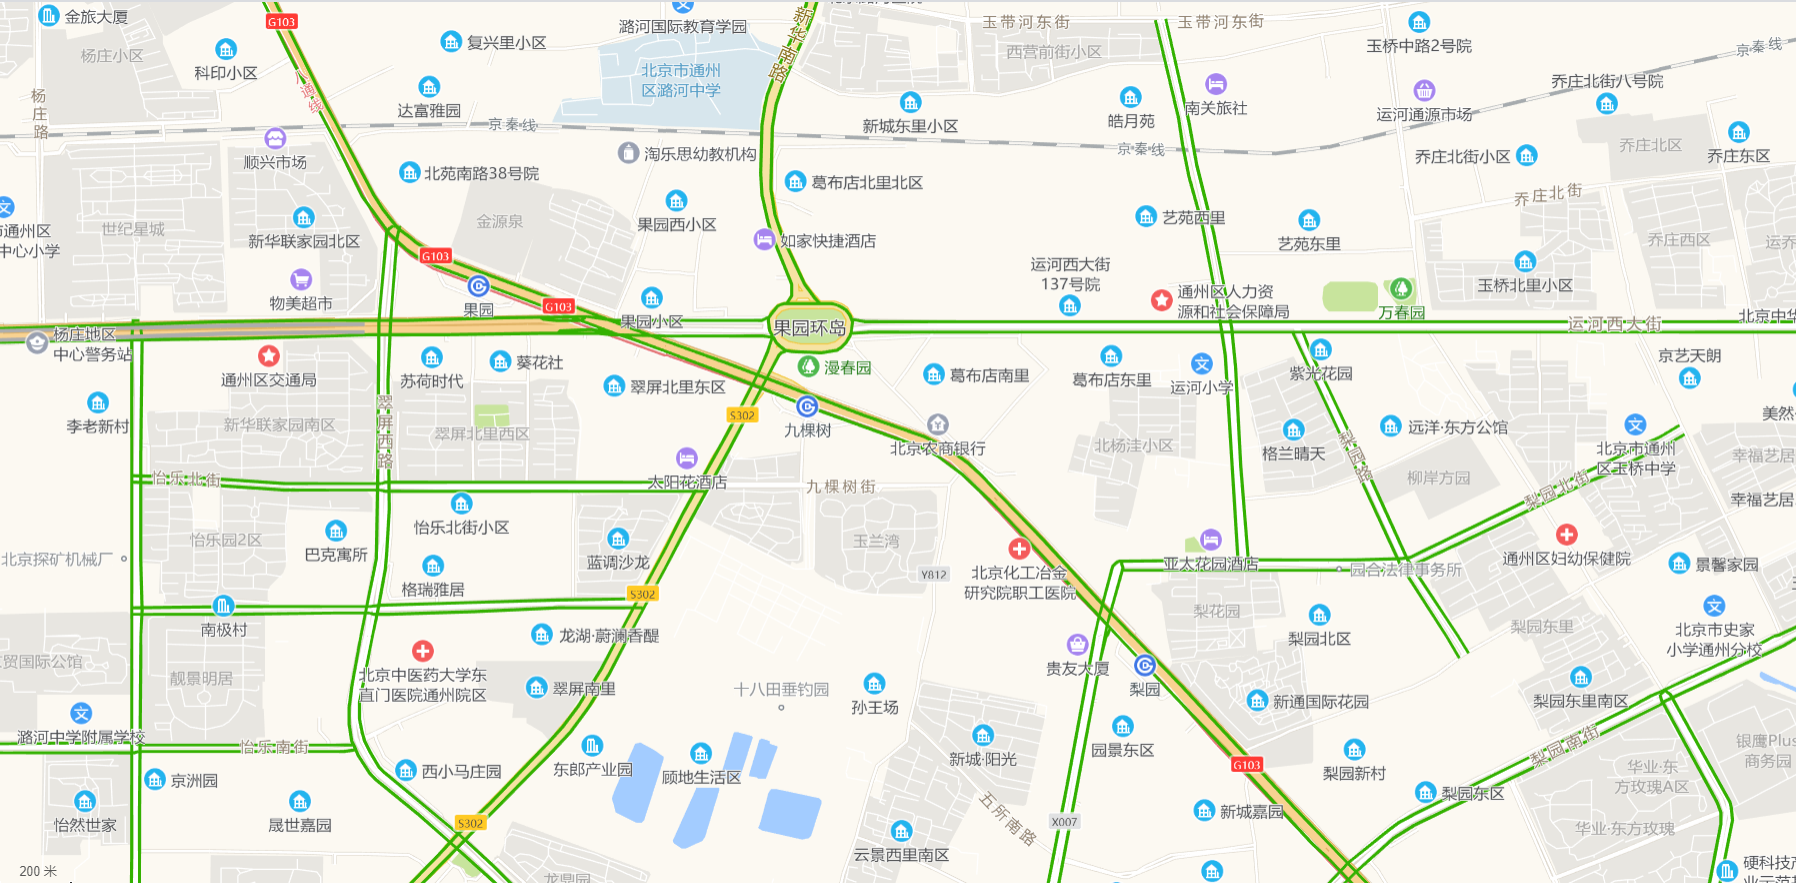 金旅大厦
G103
复兴里小区
潞河国际教育学园
新华南路
玉带河东街
玉带河东街
玉桥中路2号院
京秦线
杨庄小区
科印小区
八通线
北京市通州
区潞河中学
西营前街小区
达富雅园
南关旅社
运河通源市场
乔庄北街八号院
杨庄路
京秦线
新城东里小区
皓月苑
京秦线
乔庄北区
顺兴市场
淘乐思幼教机构
乔庄北街小区
乔庄东区
北苑南路38号院
葛布店北里北区
乔庄北街
世纪星城
金源泉
果园西小区
艺苑西里
艺苑东里
通州区
中心小学
新华联家园北区
G103
如家快捷酒店
乔庄西区
运河西大街
137号院
玉桥北里小区
物美超市
果园
G103
通州区人力资
源和社会保障局
万春园
果园小区
果园环岛
运河西大街
杨庄地区
中心警务站
通州区交通局
苏荷时代
葵花社
翠屏北里东区
漫春园
葛布店南里
葛布店东里
运河小学
紫光花园
京艺天朗
李老新村
新华联家园南区
翠屏西路
翠屏北里西区
S302
九棵树
北京农商银行
北杨洼小区
格兰晴天
梨园路
远洋·东方公馆
北京市通州
区玉桥中学
幸福艺居
柳岸方园
怡乐北街
太阳花酒店
九棵树街
梨园北街
幸福艺居
怡乐北街小区
怡乐园2区
巴克寓所
蓝调沙龙
玉兰湾
北京探矿机械厂
格瑞雅居
Y812
北京化工冶金
研究院职工医院
亚太花园酒店
园合法律事务所
通州区妇幼保健院
景馨家园
S302
南极村
龙湖·蔚澜香醍
梨花园
梨园北区
梨园东里
北京市史家
小学通州分校
贸国际公馆
靓景明居
北京中医药大学东
直门医院通州院区
翠屏南里
十八田垂钓园
孙王场
贵友大厦
梨园
新通国际花园
梨园东里南区
潞河中学附属学校
怡乐南街
京洲园
西小马庄园
东郎产业园
顾地生活区
新城·阳光
园景东区
G103
梨园新村
梨园南街
银鹰Plus
商务园
华业·东
方玫瑰A区
怡然世家
晟世嘉园
S302
五所南路
X007
新城嘉园
梨园东区
云景西里南区
华业·东方玫瑰
200 米
龙鼎园
硬科技